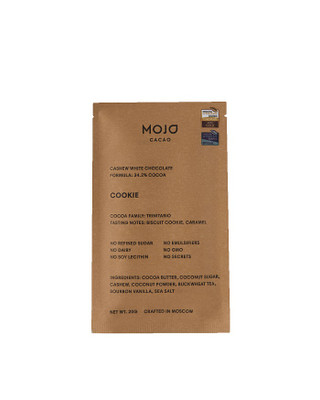 MOJO
CACAO
CASHEW WHITE CHOCOLATE
FORMULA: 34,2% COCOA
COOKIE
COCOA FAMILY: TRINITARIO
TASTING NOTES: BISCUIT COOKIE, CARAMEL
NO REFINED SUGAR NO EMULSIFIERS
NO DAIRY NO GMO
NO SOY LECITHIN NO SECRETS
INGREDIENTS: COCOA BUTTER, COCONUT SUGAR,
CASHEW, COCONUT POWDER, BUCKWHEAT TEA,
BOURBON VANILLA, SEA SALT
NET WT. CRAFTED IN MOSCOW